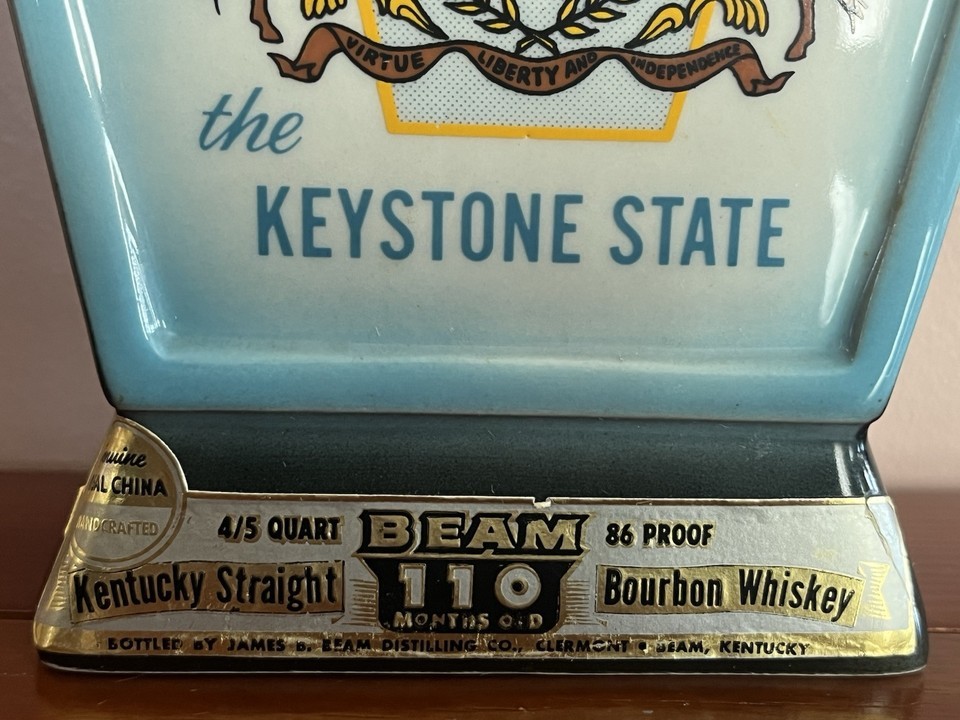 VIRTUE LIBERTY AND INDEPENDENCE
the
KEYSTONE STATE
CHINA
HANDCRAFTED
4/5 QUART BEAM 86 PROOF
Kentucky Straight 110 Bourbon Whiskey
MONTHS OLD
BOTTLED BY JAMES B. BEAM DISTILLING CO., CLERMONT • BEAM, KENTUCKY